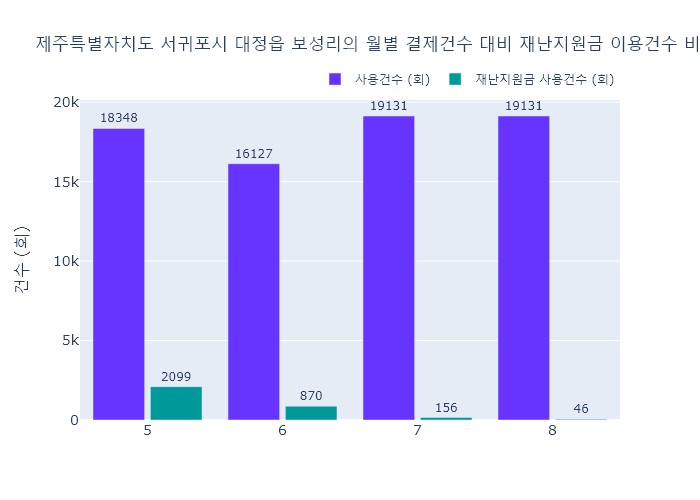 제주특별자치도 서귀포시 대정읍 보성리의 월별 결제건수 대비 재난지원금 이용건수 비
사용건수 (회) 재난지원금 사용건수 (회)
20k
15k
10k
5k
0
건수 (회)
18348
2099
16127
870
19131
156
19131
46
5 6 7 8